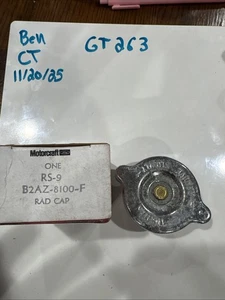 Ben
CT
11/20/25
GT263
Motorcraft
ONE
RS-9
B2AZ-8100-F
RAD CAP